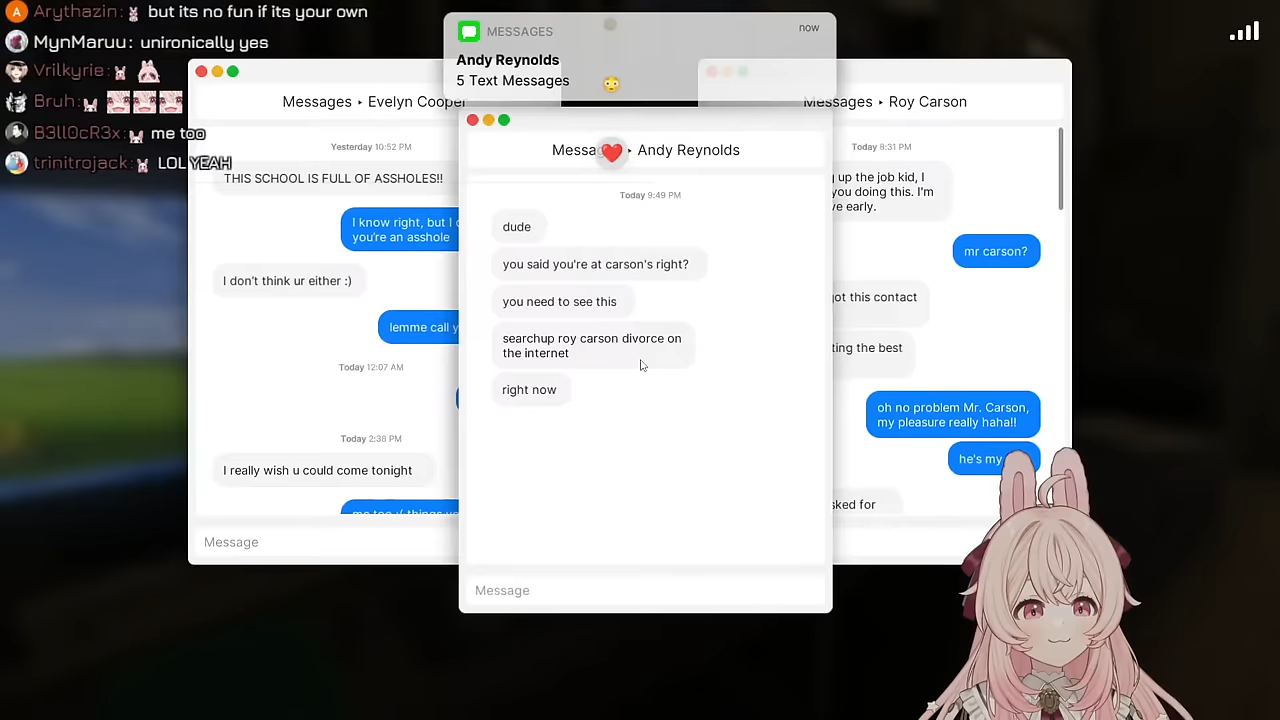 Arythazin: but its no fun if its your own
MynMaruu: unironically yes
Vrilkyrie:
Bruh:
B3ll0cR3x: me too
trinitrojack: LOL YEAH
MESSAGES
now
Andy Reynolds
5 Text Messages
Messages ▸ Evelyn Cooper
Yesterday 10:52 PM
THIS SCHOOL IS FULL OF ASSHOLES!!
I know right, but I
you're an asshole
I don't think ur either :)
lemme call
Today 12:07 AM
Today 2:38 PM
I really wish u could come tonight
me too :( things
Message
Andy Reynolds
Today 9:49 PM
dude
you said you're at carson's right?
you need to see this
searchup roy carson divorce on
the internet
right now
Message
Messages ▸ Roy Carson
Today 8:31 PM
up the job kid, I
you doing this. I'm
early.
mr carson?
got this contact
the best
oh no problem Mr. Carson,
my pleasure really haha!!
he's my
for